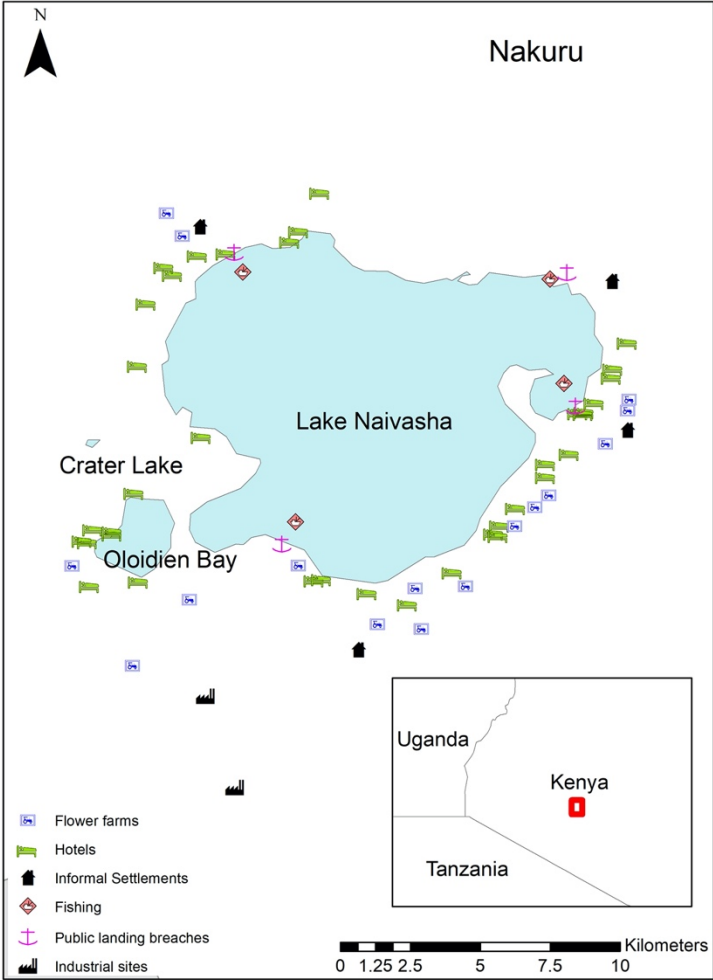 N
Nakuru
Lake Naivasha
Crater Lake
Oloidien Bay
Uganda
Kenya
Tanzania
Flower farms
Hotels
Informal Settlements
Fishing
Public landing breaches
Industrial sites
Kilometers
0 1.25 2.5 5 7.5 10